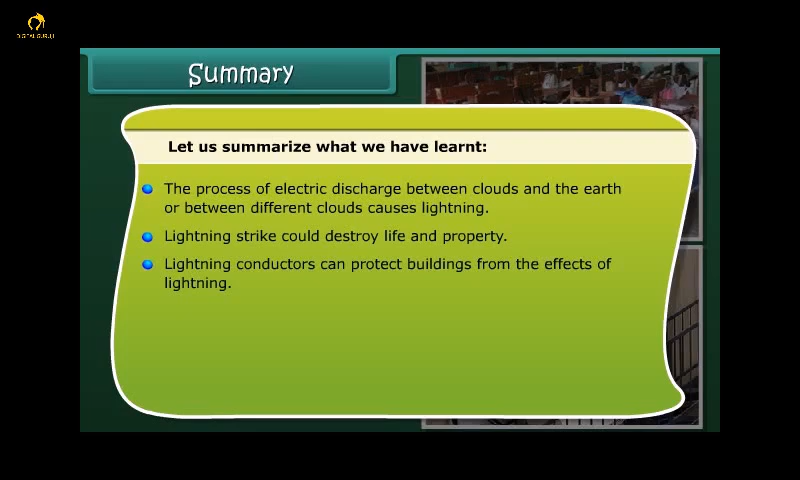 DIGITAL GURUJI
Summary
Let us summarize what we have learnt:
The process of electric discharge between clouds and the earth
or between different clouds causes lightning.
Lightning strike could destroy life and property.
Lightning conductors can protect buildings from the effects of
lightning.